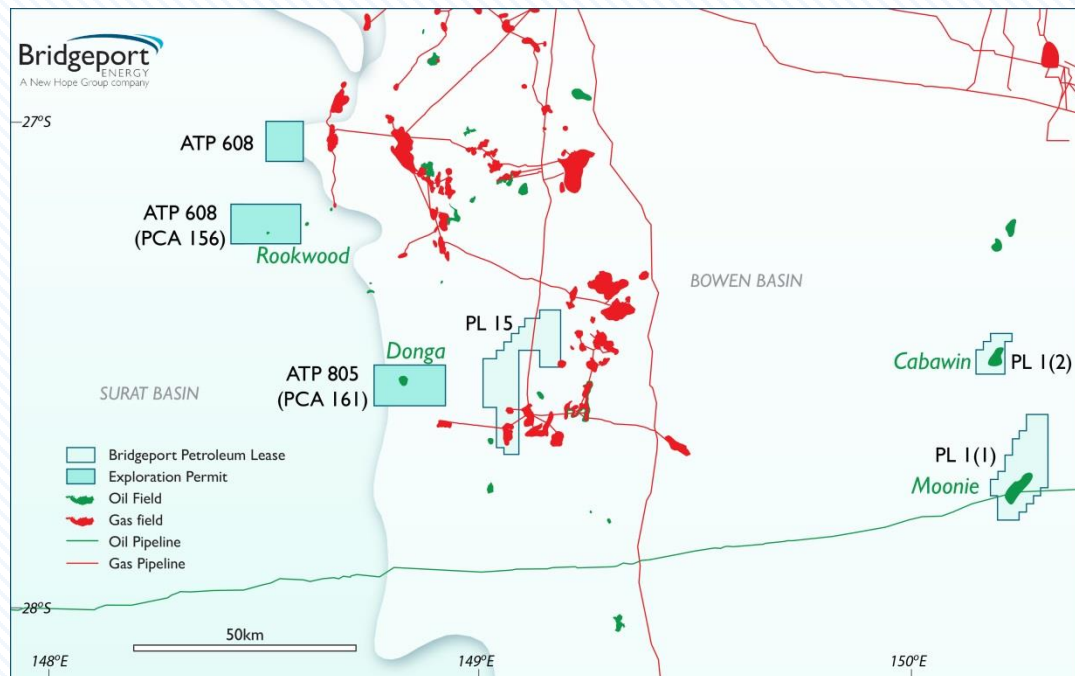 Bridgeport
ENERGY
A New Hope Group company
27°S
ATP 608
ATP 608
(PCA 156)
Rookwood
BOWEN BASIN
PL 15
Donga
ATP 805
(PCA 161)
SURAT BASIN
Cabawin
PL 1(2)
PL 1(1)
Moonie
Bridgeport Petroleum Lease
Exploration Permit
Oil Field
Gas field
Oil Pipeline
Gas Pipeline
28°S
50km
148°E
149°E
150°E